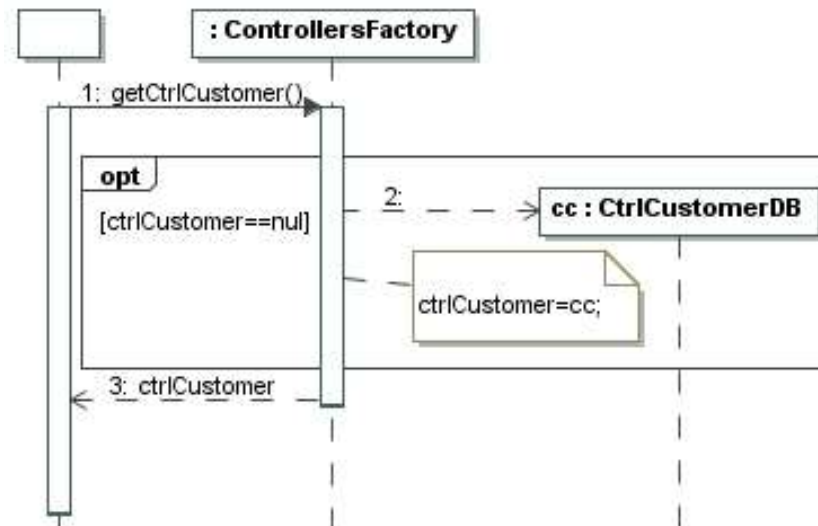 : ControllersFactory
1: getCtrlCustomer()
opt
2:
cc : CtrlCustomerDB
[ctrlCustomer==nul]
ctrlCustomer=cc;
3: ctrlCustomer